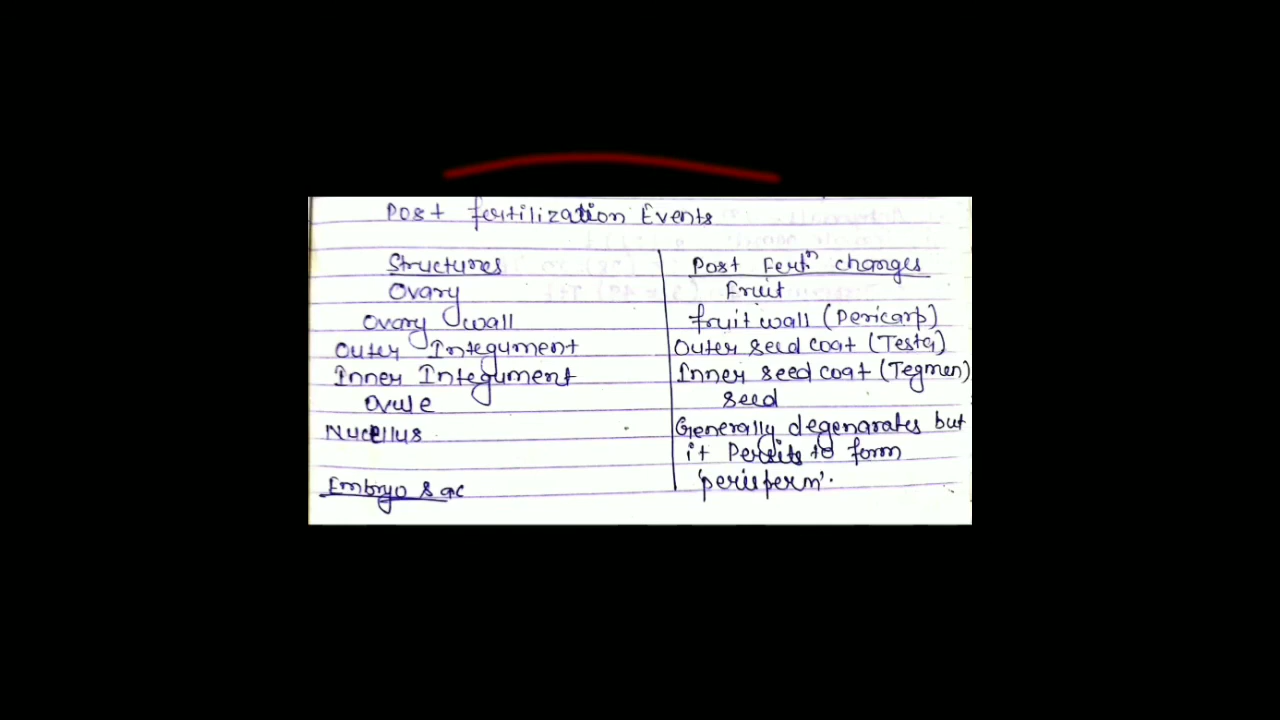 Post fertilization Events
Structures Post Fertⁿ changes
Ovary Fruit
Ovary wall fruit wall (Pericarp)
Outer Integument Outer seed coat (Testa)
Inner Integument Inner seed coat (Tegmen)
Ovule seed
Nucellus Generally degenarates but
it Persits to form
Embryo sac 'perisperm'.